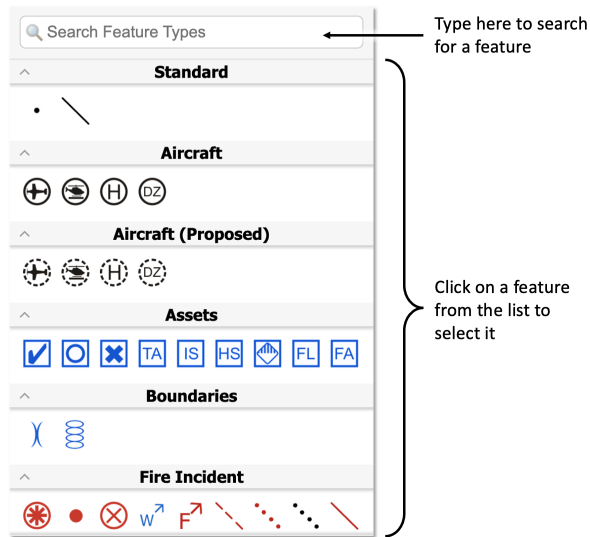 Search Feature Types
Type here to search
for a feature
Standard
Aircraft
H DZ
Aircraft (Proposed)
H DZ
Assets
TA IS HS FL FA
Click on a feature
from the list to
select it
Boundaries
Fire Incident
W F